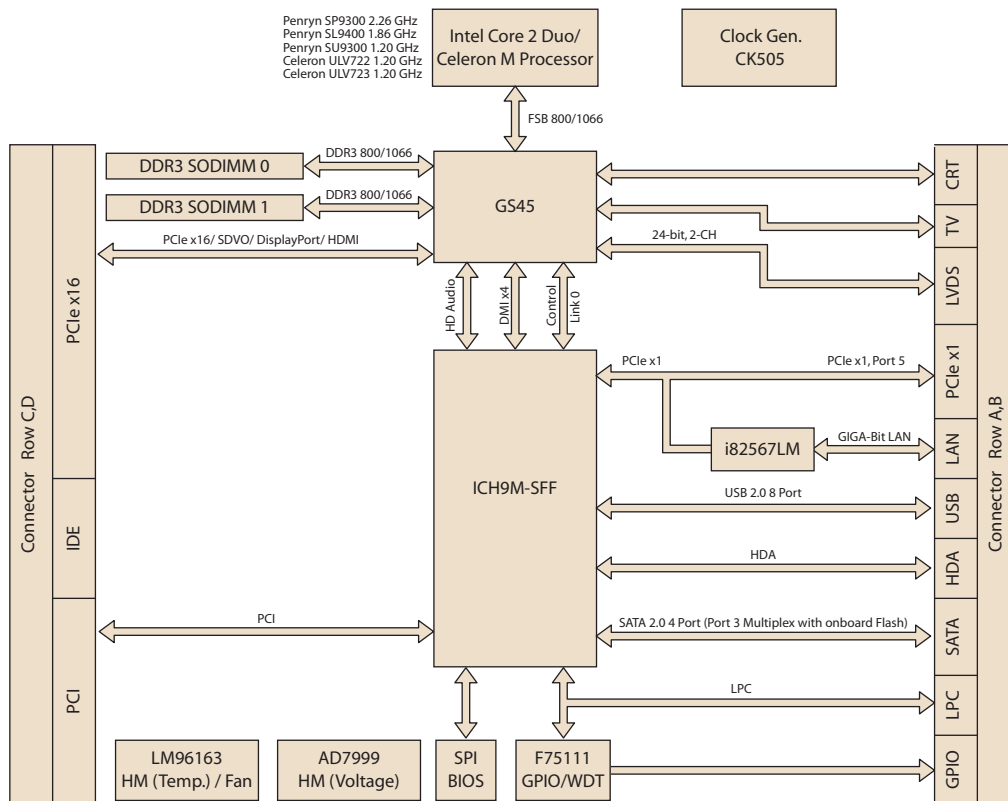 Penryn SP9300 2.26 GHz
Penryn SL9400 1.86 GHz
Penryn SU9300 1.20 GHz
Celeron ULV722 1.20 GHz
Celeron ULV723 1.20 GHz
Intel Core 2 Duo/
Celeron M Processor
Clock Gen.
CK505
FSB 800/1066
DDR3 SODIMM 0
DDR3 800/1066
DDR3 SODIMM 1
DDR3 800/1066
GS45
PCIe x16/ SDVO/ DisplayPort/ HDMI
24-bit, 2-CH
CRT
TV
LVDS
HD Audio
DMI x4
Control
Link 0
Connector Row C,D
PCIe x16
IDE
PCI
ICH9M-SFF
PCIe x1
PCIe x1, Port 5
PCIe x1
i82567LM
GIGA-Bit LAN
LAN
USB 2.0 8 Port
USB
HDA
HDA
PCI
SATA 2.0 4 Port (Port 3 Multiplex with onboard Flash)
SATA
LPC
LPC
GPIO
Connector Row A,B
LM96163
HM (Temp.) / Fan
AD7999
HM (Voltage)
SPI
BIOS
F75111
GPIO/WDT